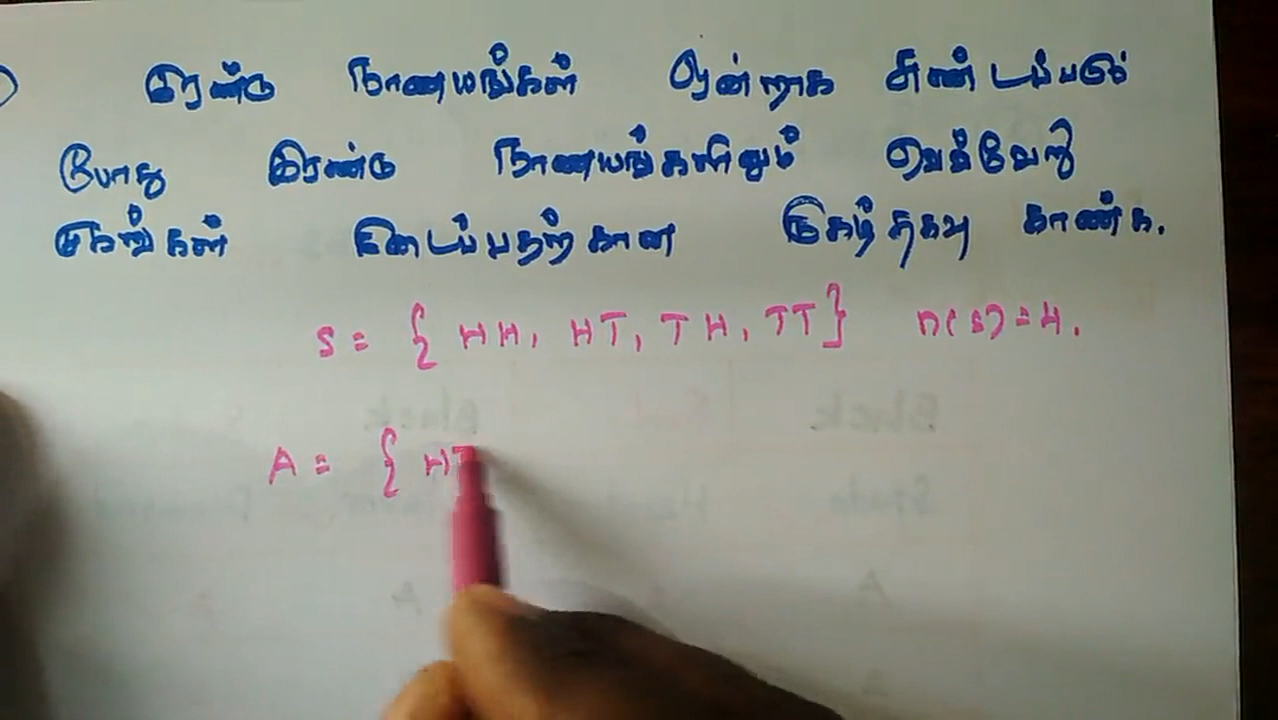 இரண்டு நாணயங்கள் ஒன்றாக சுண்டப்படும்
போது இரண்டு நாணயங்களிலும் வெவ்வேறு
முகங்கள் கிடைப்பதற்கான நிகழ்தகவு காண்க.
S = { HH, HT, TH, TT} n(s) = 4.
A = { HT